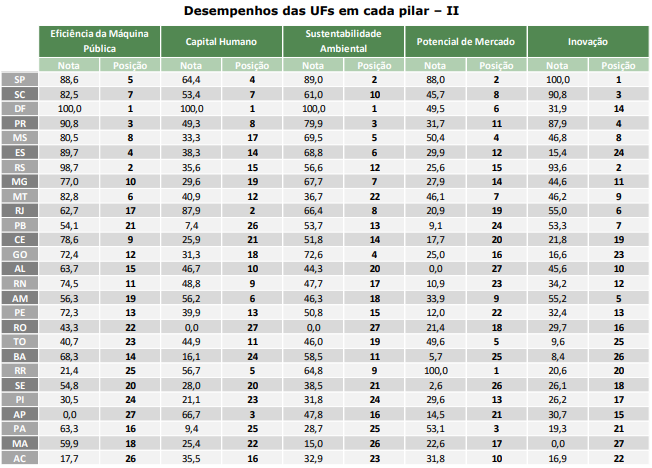 Desempenhos das UFs em cada pilar – II
Eficiência da Máquina Pública Capital Humano Sustentabilidade Ambiental Potencial de Mercado Inovação
Nota Posição Nota Posição Nota Posição Nota Posição Nota Posição
SP 88,6 5 64,4 4 89,0 2 88,0 2 100,0 1
SC 82,5 7 53,4 7 61,0 10 45,7 8 90,8 3
DF 100,0 1 100,0 1 100,0 1 49,5 6 31,9 14
PR 90,8 3 49,3 8 79,9 3 31,7 11 87,9 4
MS 80,5 8 33,3 17 69,5 5 50,4 4 46,8 8
ES 89,7 4 38,3 14 68,8 6 29,9 12 15,4 24
RS 98,7 2 35,6 15 56,6 12 25,6 15 93,6 2
MG 77,0 10 29,6 19 67,7 7 27,9 14 44,6 11
MT 82,8 6 40,9 12 36,7 22 46,1 7 46,2 9
RJ 62,7 17 87,9 2 66,4 8 20,9 19 55,0 6
PB 54,1 21 7,4 26 53,7 13 9,1 24 53,3 7
CE 78,6 9 25,9 21 51,8 14 17,7 20 21,8 19
GO 72,4 12 31,3 18 72,6 4 25,0 16 16,6 23
AL 63,7 15 46,7 10 44,3 20 0,0 27 45,6 10
RN 74,5 11 48,8 9 47,7 17 10,9 23 34,2 12
AM 56,3 19 56,2 6 46,3 18 33,9 9 55,2 5
PE 72,3 13 39,9 13 50,8 15 12,0 22 32,4 13
RO 43,3 22 0,0 27 0,0 27 21,4 18 29,7 16
TO 40,7 23 44,9 11 46,0 19 49,6 5 9,6 25
BA 68,3 14 16,1 24 58,5 11 5,7 25 8,4 26
RR 21,4 25 56,7 5 64,8 9 100,0 1 20,6 20
SE 54,8 20 28,0 20 38,5 21 2,6 26 26,1 18
PI 30,5 24 21,1 23 31,8 24 29,6 13 26,2 17
AP 0,0 27 66,7 3 47,8 16 14,5 21 30,7 15
PA 63,3 16 9,4 25 28,7 25 53,1 3 19,3 21
MA 59,9 18 25,4 22 15,0 26 22,6 17 0,0 27
AC 17,7 26 35,5 16 32,9 23 31,8 10 16,9 22